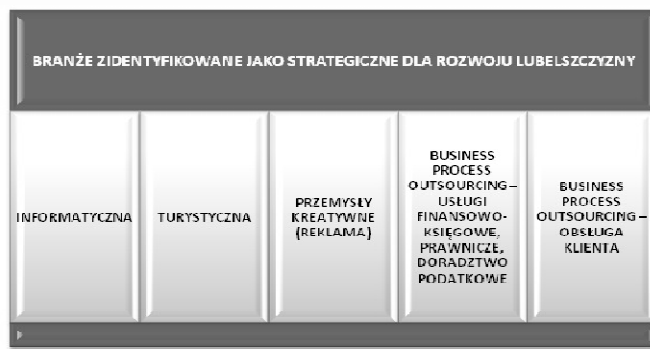 BRANŻE ZIDENTYFIKOWANE JAKO STRATEGICZNE DLA ROZWOJU LUBELSZCZYZNY
INFORMATYCZNA
TURYSTYCZNA
PRZEMYSŁY
KREATYWNE
(REKLAMA)
BUSINESS
PROCESS
OUTSOURCING –
USŁUGI
FINANSOWO-
KSIĘGOWE,
PRAWNICZE,
DORADZTWO
PODATKOWE
BUSINESS
PROCESS
OUTSOURCING –
OBSŁUGA
KLIENTA